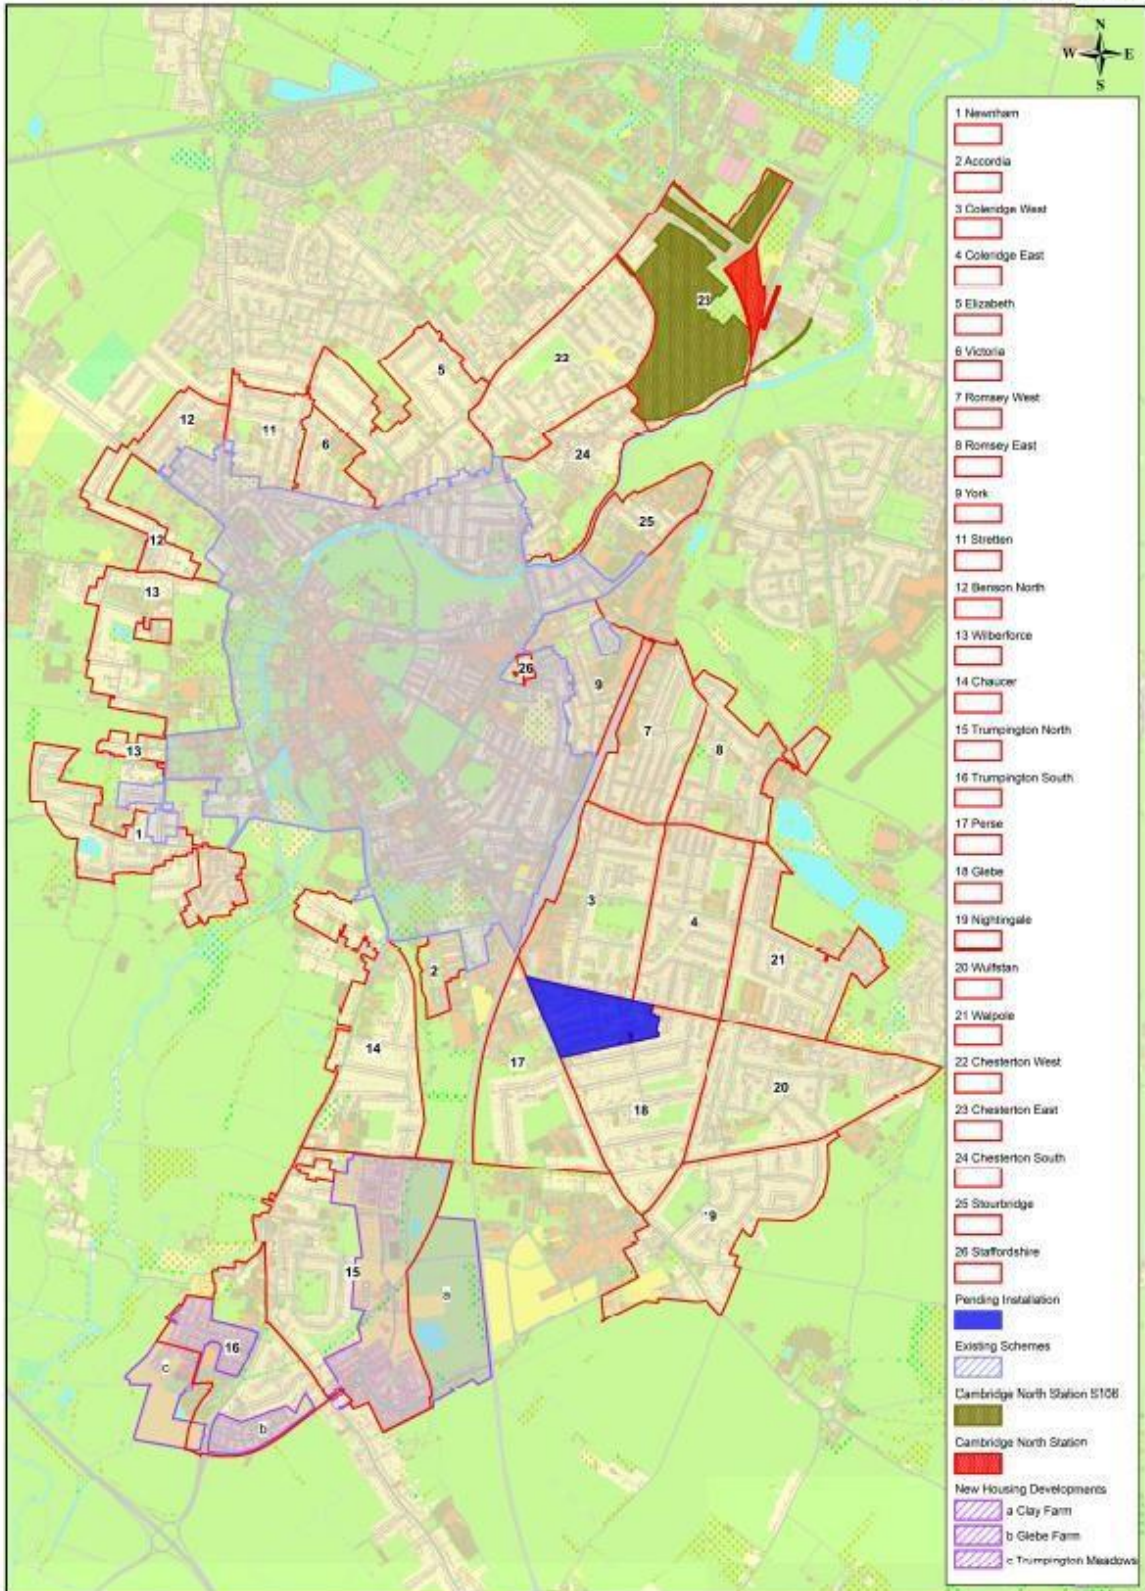 N
W E
S
1 Newnham
2 Accordia
3 Coleridge West
4 Coleridge East
5 Elizabeth
6 Victoria
7 Romsey West
8 Romsey East
9 York
11 Stretten
12 Benson North
13 Wilberforce
14 Chaucer
15 Trumpington North
16 Trumpington South
17 Perse
18 Glebe
19 Nightingale
20 Wulfstan
21 Walpole
22 Chesterton West
23 Chesterton East
24 Chesterton South
25 Stourbridge
26 Staffordshire
Pending Installation
Existing Schemes
Cambridge North Station S106
Cambridge North Station
New Housing Developments
a Clay Farm
b Glebe Farm
c Trumpington Meadows
23
22
5
12
11
6
24
25
12
13
26
9
7
8
13
1
3
4
21
2
14
17
20
18
19
15
a
16
c
b